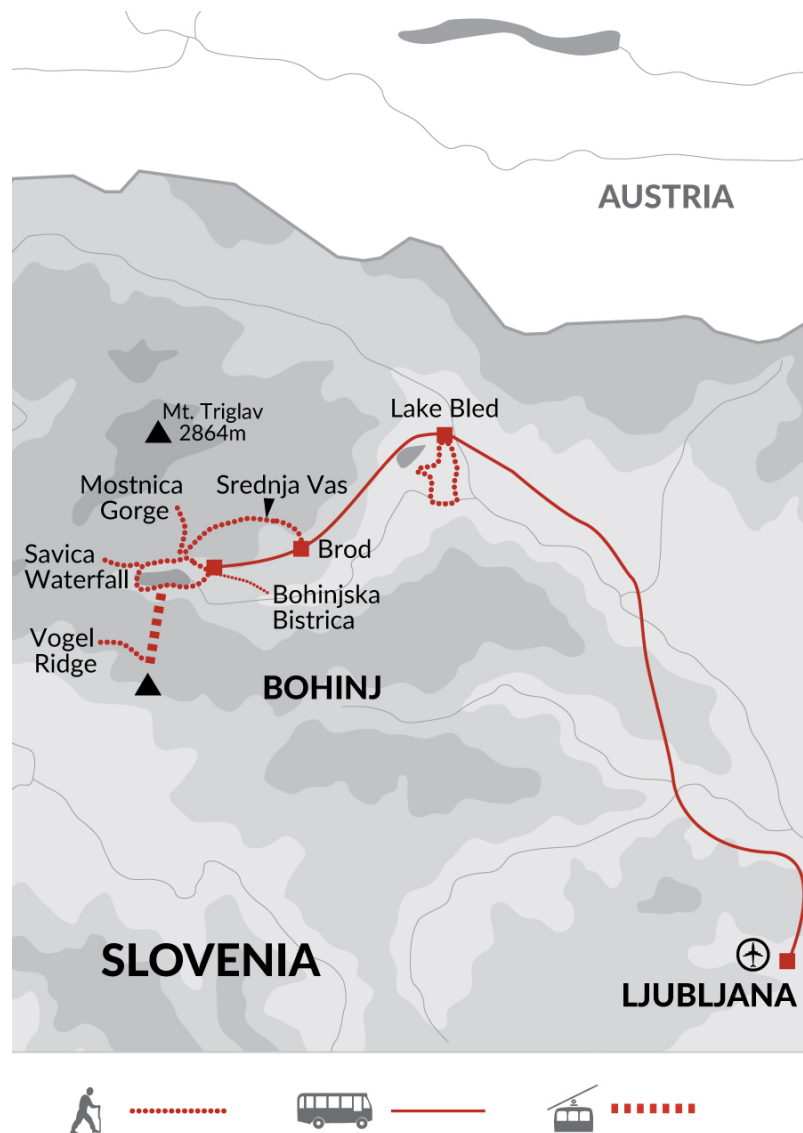 AUSTRIA
Lake Bled
Mt. Triglav
2864m
Mostnica
Gorge
Srednja Vas
Savica
Waterfall
Brod
Bohinjska
Bistrica
Vogel
Ridge
BOHINJ
SLOVENIA
LJUBLJANA